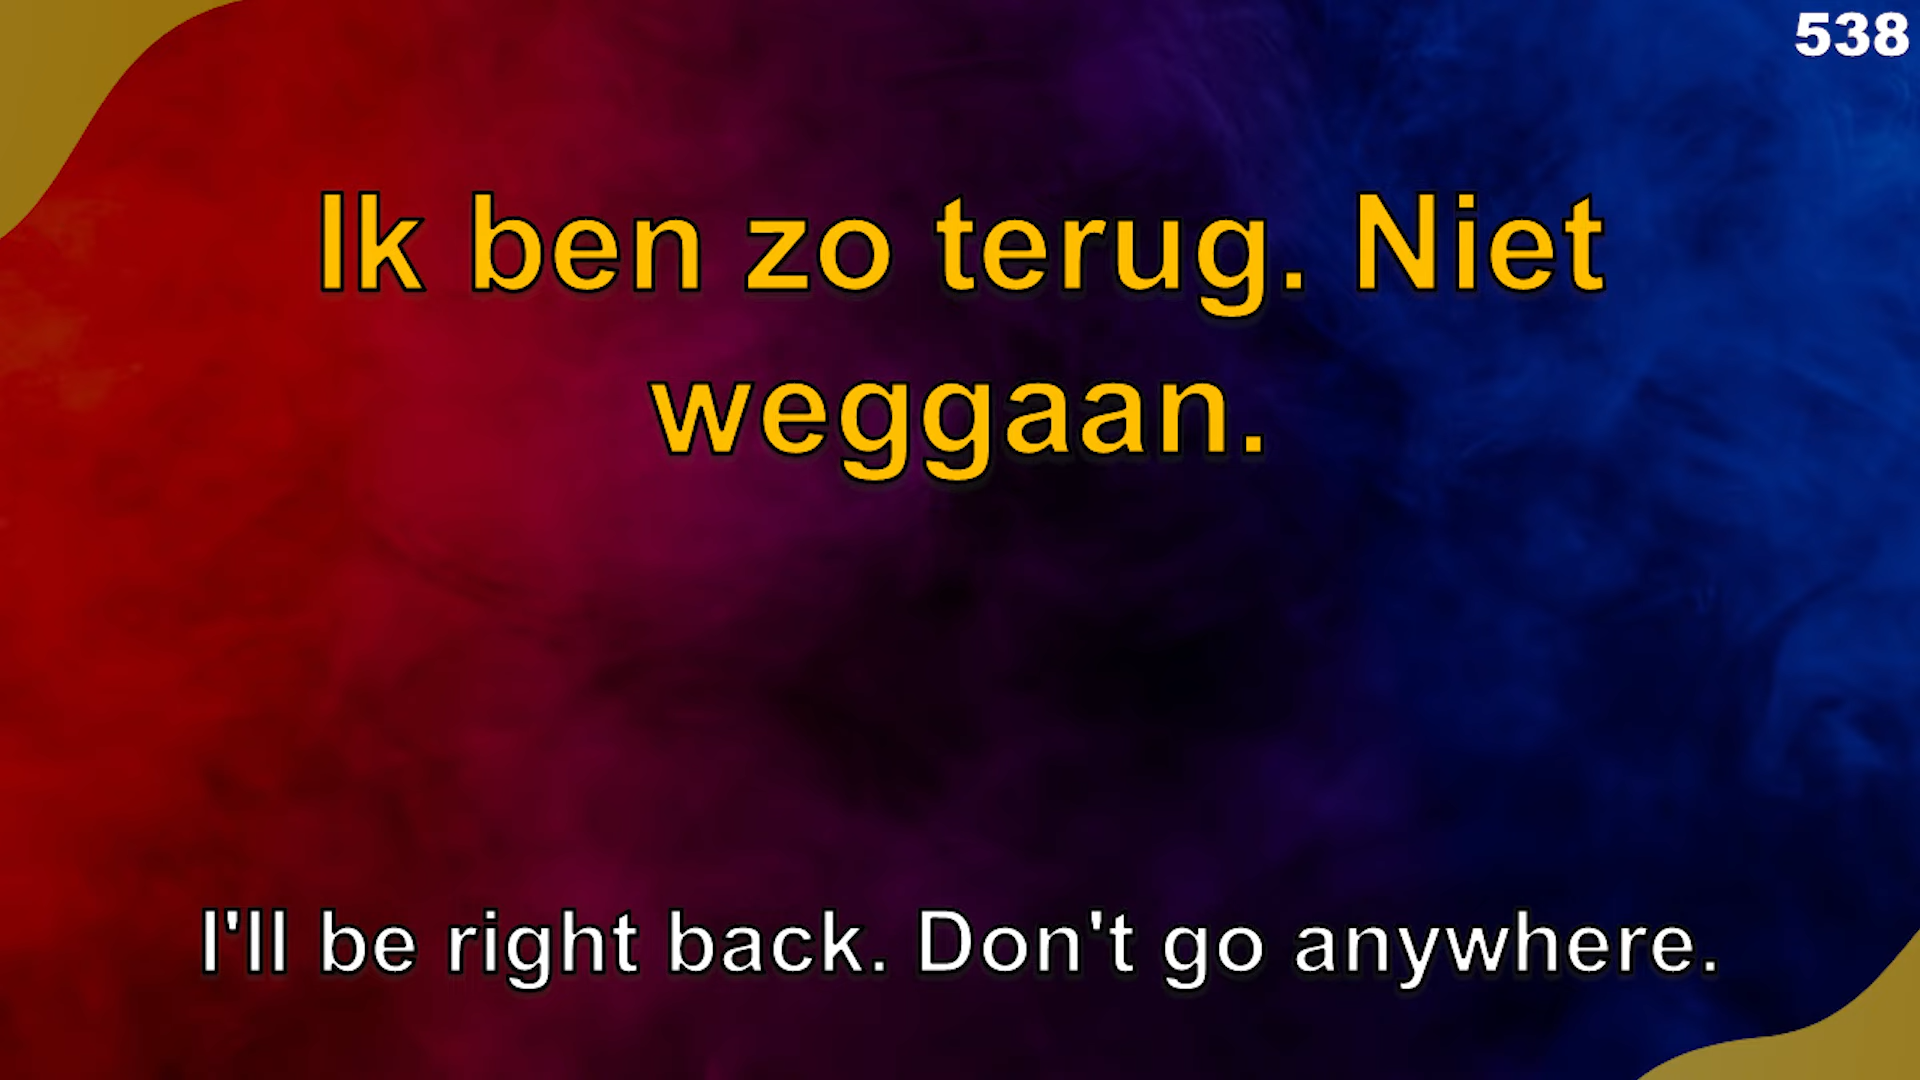 538
Ik ben zo terug. Niet
weggaan.
I'll be right back. Don't go anywhere.